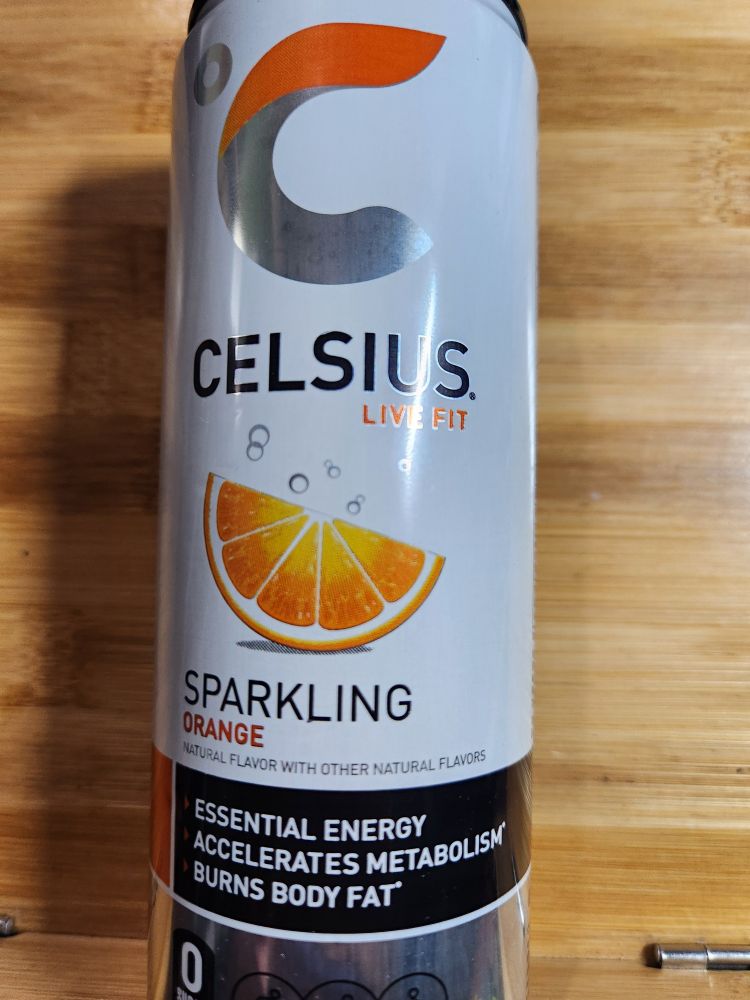 CELSIUS®
LIVE FIT
SPARKLING
ORANGE
NATURAL FLAVOR WITH OTHER NATURAL FLAVORS
ESSENTIAL ENERGY
ACCELERATES METABOLISM*
BURNS BODY FAT*
0